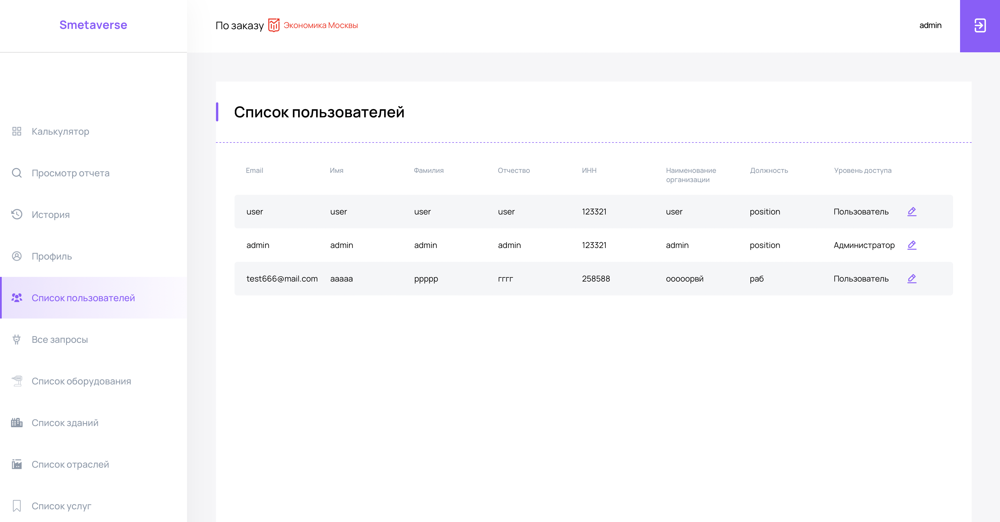 Smetaverse
По заказу Экономика Москвы
admin
Калькулятор
Просмотр отчета
История
Профиль
Список пользователей
Все запросы
Список оборудования
Список зданий
Список отраслей
Список услуг
Список пользователей
Email Имя Фамилия Отчество ИНН Наименование организации Должность Уровень доступа
user user user user 123321 user position Пользователь
admin admin admin admin 123321 admin position Администратор
test666@mail.com ааааа ррррр гггг 258588 ооооорвй раб Пользователь